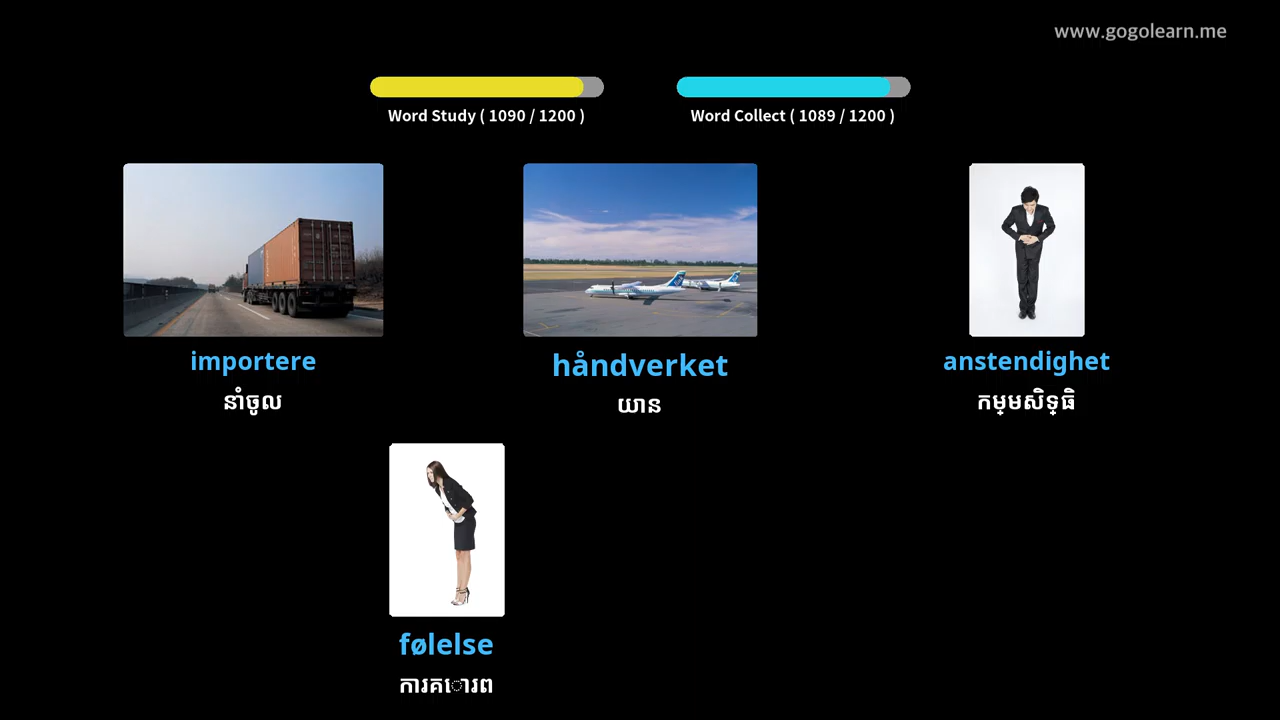 www.gogolearn.me
Word Study ( 1090 / 1200 )
Word Collect ( 1089 / 1200 )
importere
håndverket
anstendighet
នាំចូល
យាន
កម្មសិទ្ធិ
følelse
ការគោរព